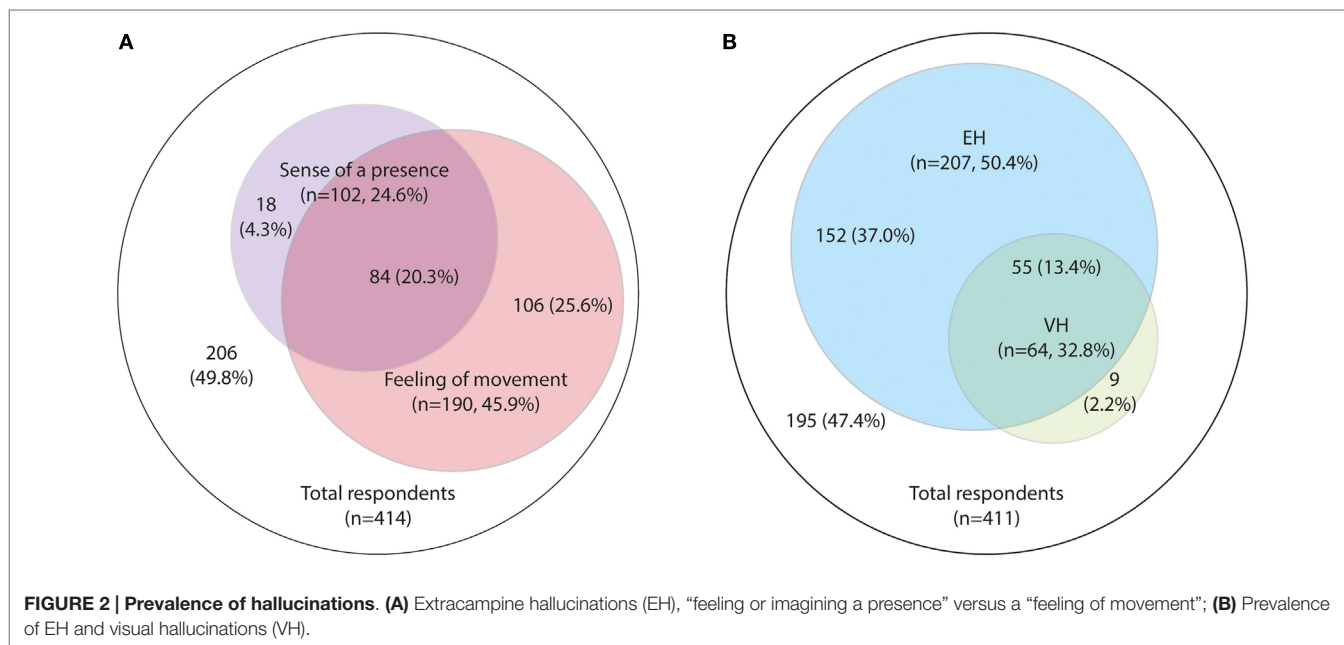 A
Sense of a presence
(n=102, 24.6%)
18
(4.3%)
84 (20.3%)
106 (25.6%)
206
(49.8%)
Feeling of movement
(n=190, 45.9%)
Total respondents
(n=414)
B
EH
(n=207, 50.4%)
152 (37.0%)
55 (13.4%)
VH
(n=64, 32.8%)
9
(2.2%)
195 (47.4%)
Total respondents
(n=411)
FIGURE 2 | Prevalence of hallucinations. (A) Extracampine hallucinations (EH), “feeling or imagining a presence” versus a “feeling of movement”; (B) Prevalence
of EH and visual hallucinations (VH).